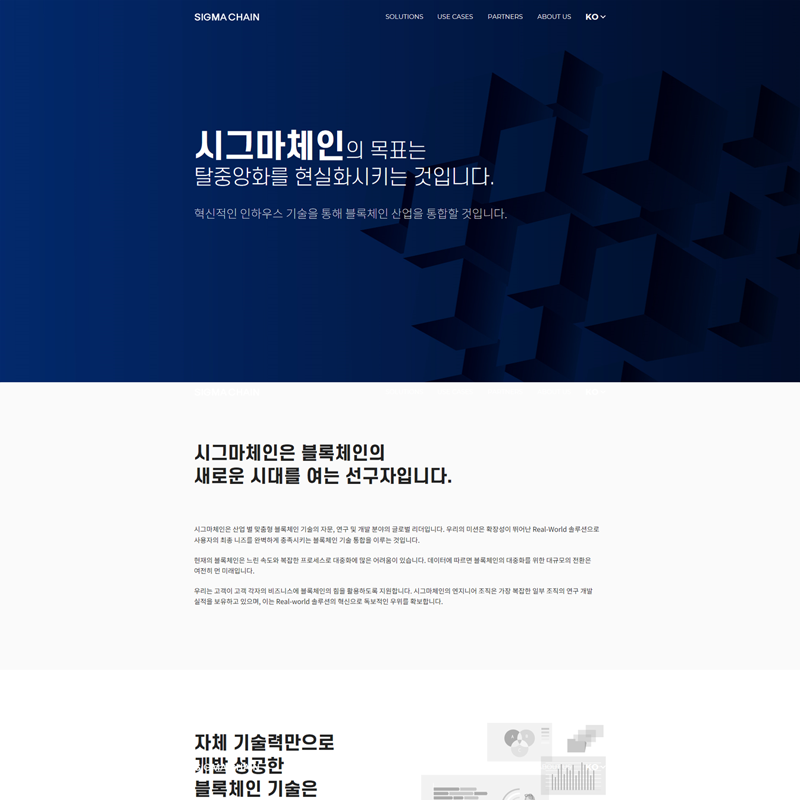 SIGMA CHAIN SOLUTIONS USE CASES PARTNERS ABOUT US KO
시그마체인의 목표는
탈중앙화를 현실화시키는 것입니다.
혁신적인 인하우스 기술을 통해 블록체인 산업을 통합할 것입니다.
시그마체인은 블록체인의
새로운 시대를 여는 선구자입니다.
시그마체인은 산업 별 맞춤형 블록체인 기술의 자문, 연구 및 개발 분야의 글로벌 리더입니다. 우리의 미션은 확장성이 뛰어난 Real-World 솔루션으로
사용자의 최종 니즈를 완벽하게 충족시키는 블록체인 기술 통합을 이루는 것입니다.
현재의 블록체인은 느린 속도와 복잡한 프로세스로 대중화에 많은 어려움이 있습니다. 데이터에 따르면 블록체인의 대중화를 위한 대규모의 전환은
여전히 먼 미래입니다.
우리는 고객이 고객 각자의 비즈니스에 블록체인의 힘을 활용하도록 지원합니다. 시그마체인의 엔지니어 조직은 가장 복잡한 일부 조직의 연구 개발
실적을 보유하고 있으며, 이는 Real-world 솔루션의 혁신으로 독보적인 우위를 확보합니다.
자체 기술력만으로
개발 성공한
SIGMA CHAIN KO
블록체인 기술은